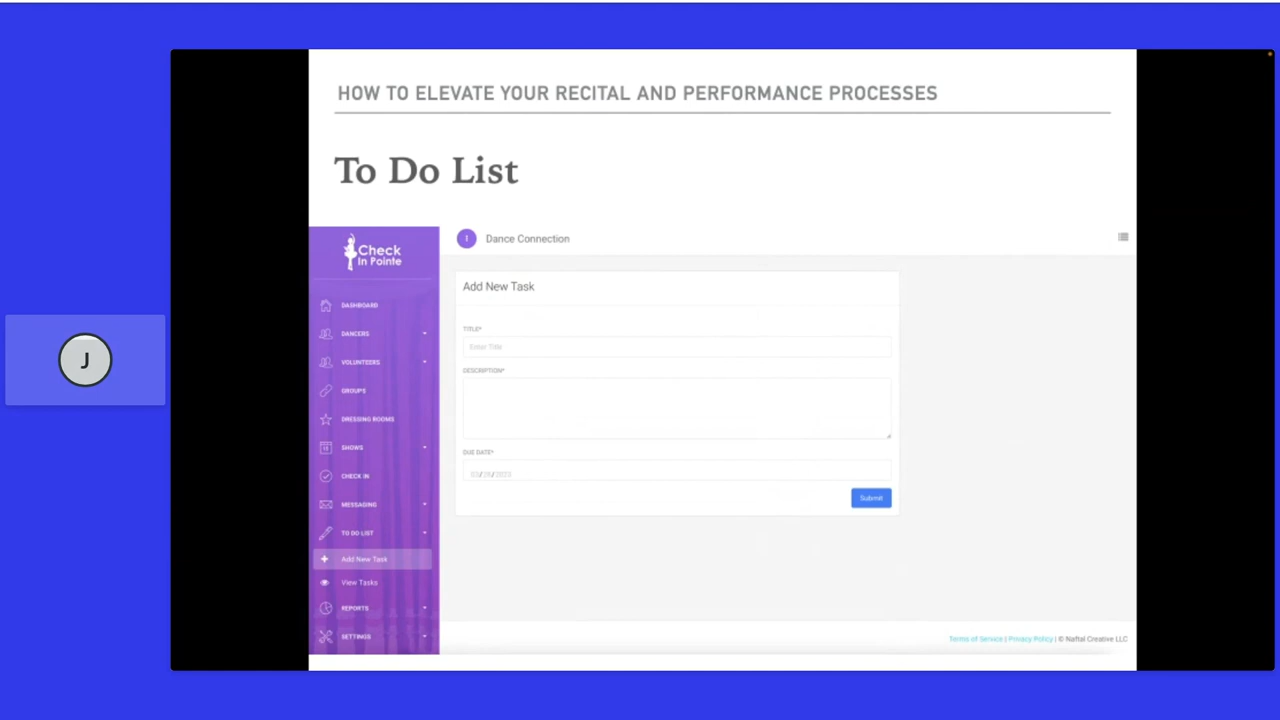 HOW TO ELEVATE YOUR RECITAL AND PERFORMANCE PROCESSES
To Do List
Check
In Pointe
I
Dance Connection
Add New Task
DASHBOARD
TITLE*
DANCERS
Enter Title
VOLUNTEERS
DESCRIPTION*
J
GROUPS
DRESSING ROOMS
SHOWS
DUE DATE*
CHECK IN
Submit
MESSAGING
TO DO LIST
Add New Task
View Tasks
REPORTS
SETTINGS
Terms of Service | Privacy Policy | © Naftal Creative LLC